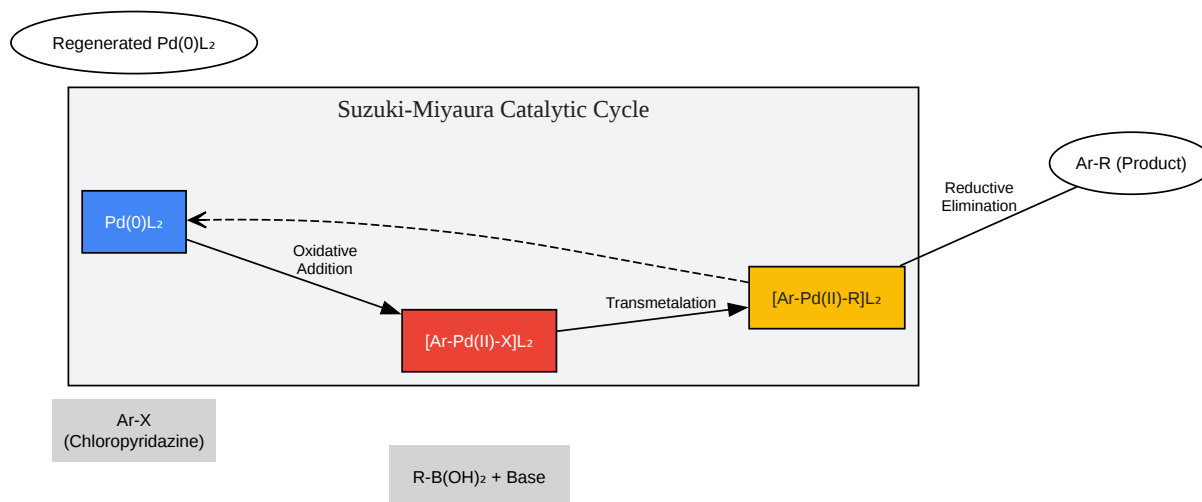 Regenerated Pd(0)L₂
Suzuki-Miyaura Catalytic Cycle
Ar-R (Product)
Reductive
Elimination
Pd(0)L₂
Oxidative
Addition
Transmetalation
[Ar-Pd(II)-R]L₂
[Ar-Pd(II)-X]L₂
Ar-X
(Chloropyridazine)
R-B(OH)₂ + Base